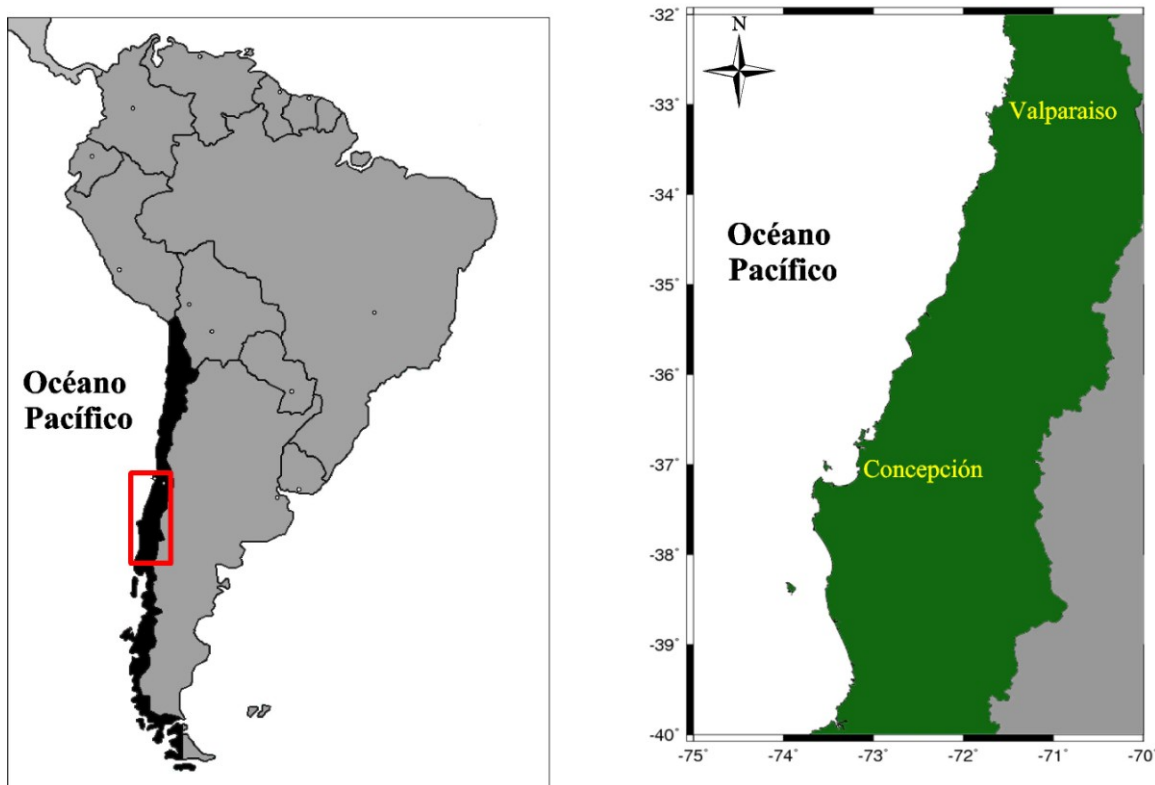 Océano
Pacífico
N
Valparaiso
Océano
Pacífico
Concepción
-32˚
-33˚
-34˚
-35˚
-36˚
-37˚
-38˚
-39˚
-40˚
-75˚
-74˚
-73˚
-72˚
-71˚
-70˚